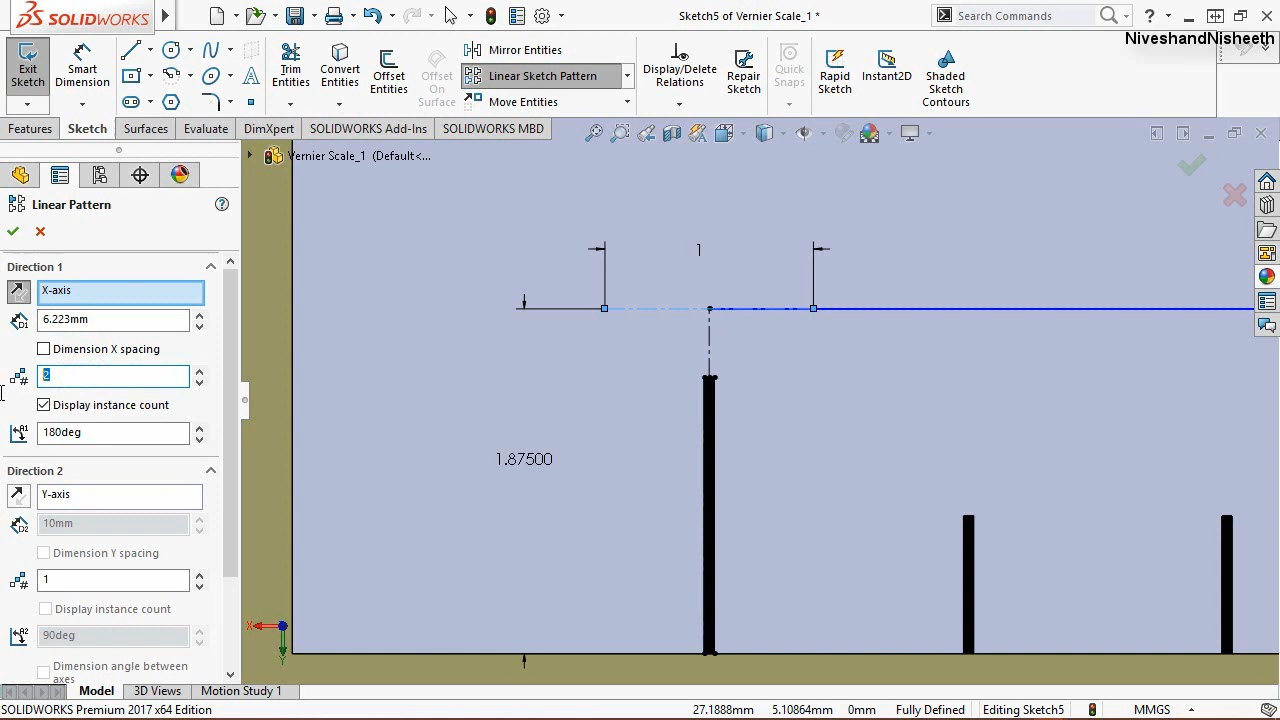 SOLIDWORKS
Sketch5 of Vernier Scale_1 *
Search Commands
?
NiveshandNisheeth
Exit Sketch
Smart Dimension
Trim Entities
Convert Entities
Offset Entities
Offset On Surface
Mirror Entities
Linear Sketch Pattern
Move Entities
Display/Delete Relations
Repair Sketch
Quick Snaps
Rapid Sketch
Instant2D
Shaded Sketch Contours
Features
Sketch
Surfaces
Evaluate
DimXpert
SOLIDWORKS Add-Ins
SOLIDWORKS MBD
Vernier Scale_1 (Default<...
Linear Pattern
Direction 1
X-axis
6.223mm
Dimension X spacing
2
Display instance count
180deg
Direction 2
Y-axis
10mm
Dimension Y spacing
1
Display instance count
90deg
Dimension angle between axes
1
1.87500
X
Y
Model
3D Views
Motion Study 1
SOLIDWORKS Premium 2017 x64 Edition
27.1888mm
5.10864mm
0mm
Fully Defined
Editing Sketch5
MMGS